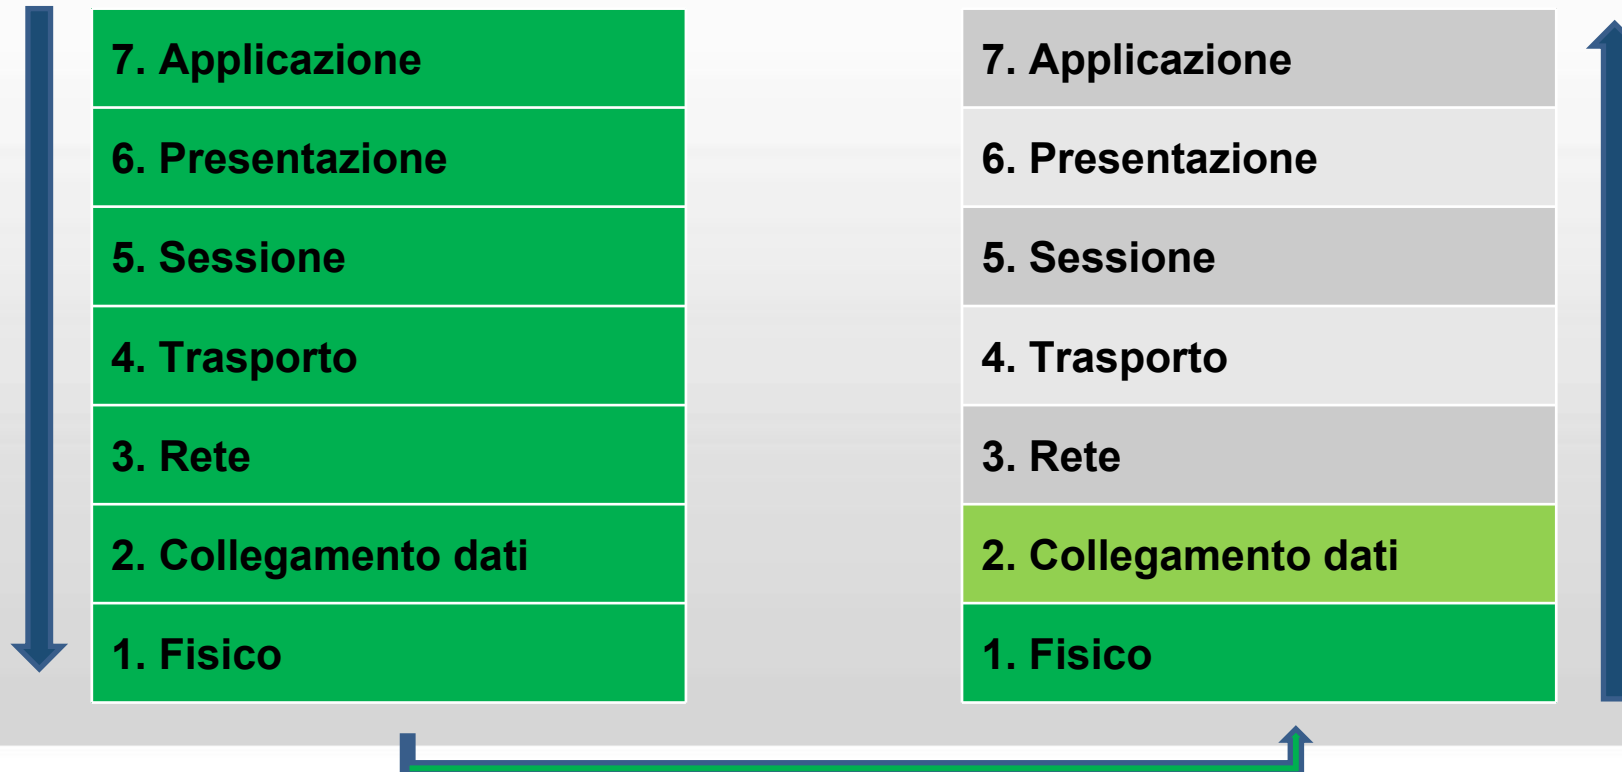 7. Applicazione
6. Presentazione
5. Sessione
4. Trasporto
3. Rete
2. Collegamento dati
1. Fisico
7. Applicazione
6. Presentazione
5. Sessione
4. Trasporto
3. Rete
2. Collegamento dati
1. Fisico